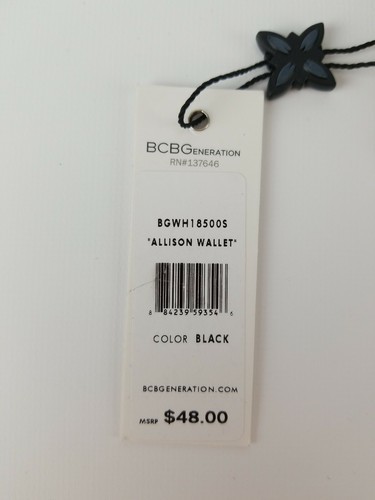 BCBGENERATION
RN#137646
BGWH18500S
"ALLISON WALLET"
8 84239 59354 5
COLOR BLACK
BCBGENERATION.COM
MSRP $48.00